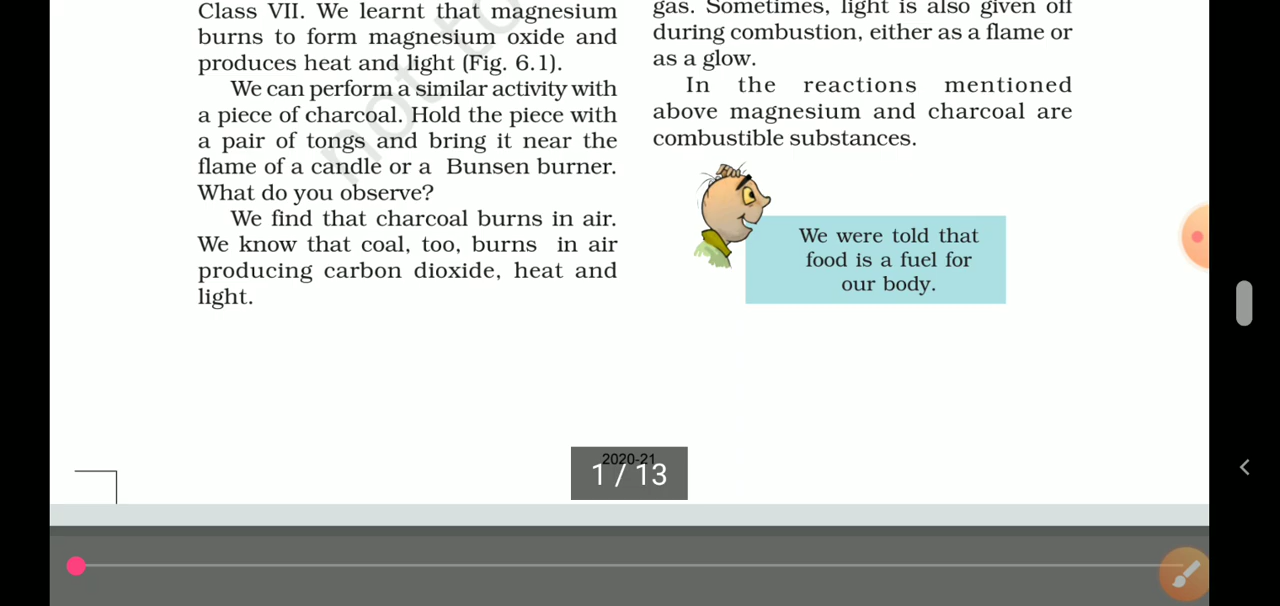 Class VII. We learnt that magnesium
burns to form magnesium oxide and
produces heat and light (Fig. 6.1).
We can perform a similar activity with
a piece of charcoal. Hold the piece with
a pair of tongs and bring it near the
flame of a candle or a Bunsen burner.
What do you observe?
We find that charcoal burns in air.
We know that coal, too, burns in air
producing carbon dioxide, heat and
light.
gas. Sometimes, light is also given off
during combustion, either as a flame or
as a glow.
In the reactions mentioned
above magnesium and charcoal are
combustible substances.
We were told that
food is a fuel for
our body.
not to
2020-21
1 / 13